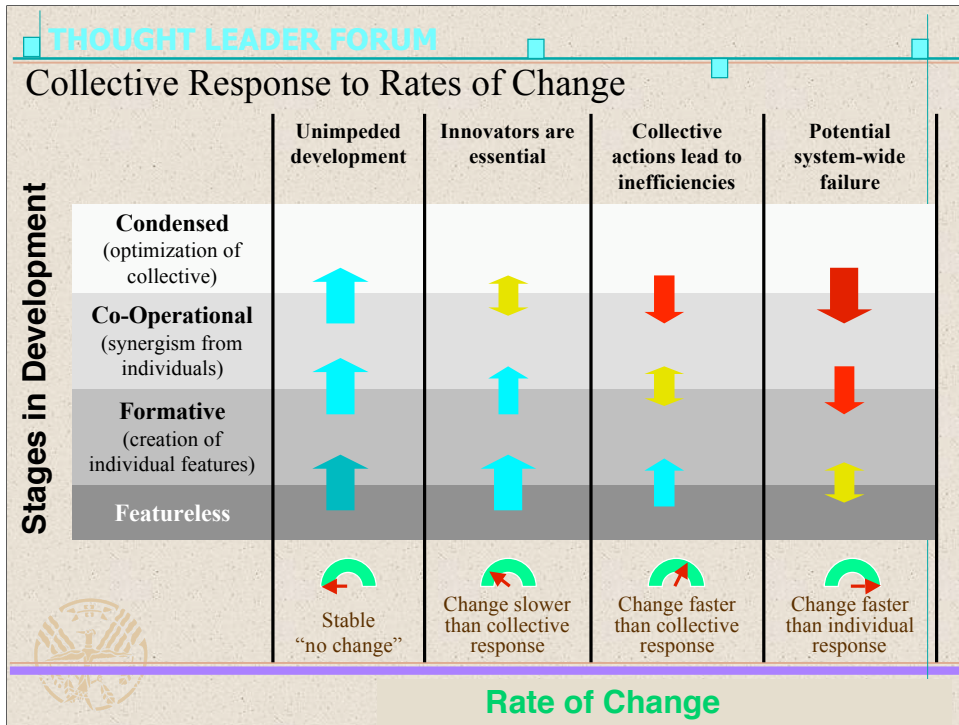 THOUGHT LEADER FORUM
Collective Response to Rates of Change
Unimpeded
development
Innovators are
essential
Collective
actions lead to
inefficiencies
Potential
system-wide
failure
Stages in Development
Condensed
(optimization of
collective)
Co-Operational
(synergism from
individuals)
Formative
(creation of
individual features)
Featureless
Stable
“no change”
Change slower
than collective
response
Change faster
than collective
response
Change faster
than individual
response
Rate of Change